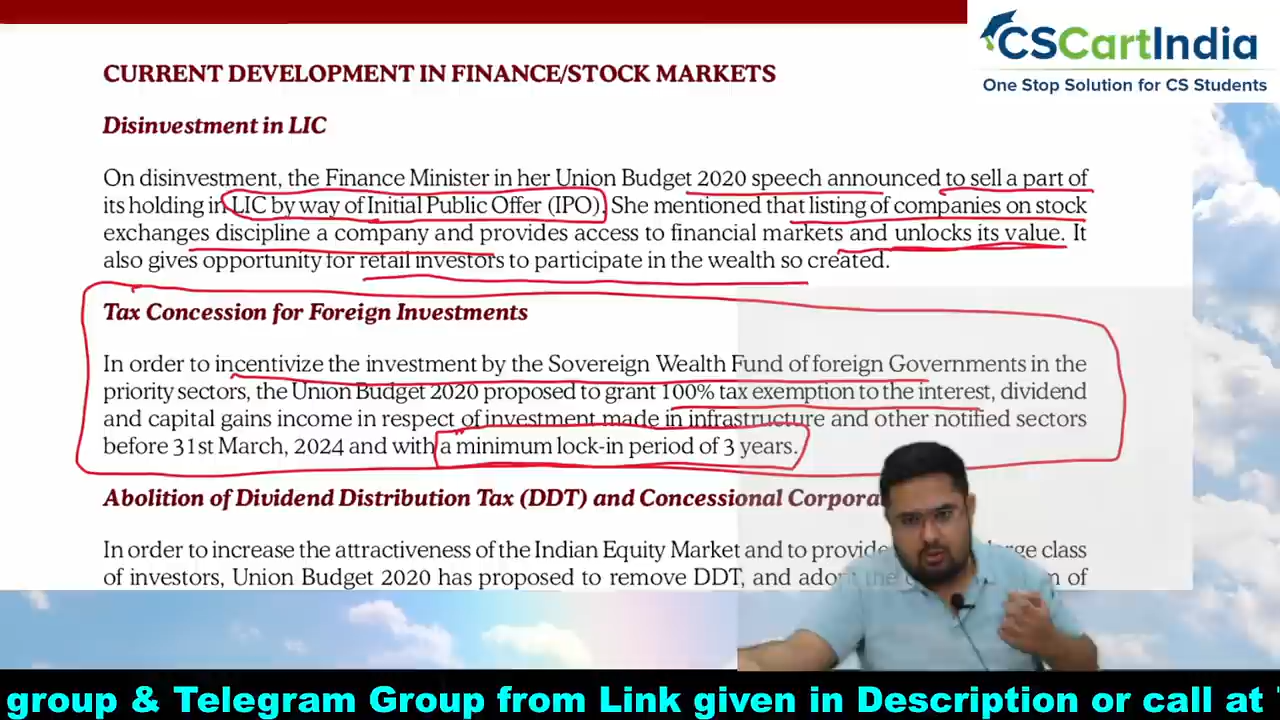 CSCartIndia
One Stop Solution for CS Students
CURRENT DEVELOPMENT IN FINANCE/STOCK MARKETS
Disinvestment in LIC
On disinvestment, the Finance Minister in her Union Budget 2020 speech announced to sell a part of
its holding in LIC by way of Initial Public Offer (IPO). She mentioned that listing of companies on stock
exchanges discipline a company and provides access to financial markets and unlocks its value. It
also gives opportunity for retail investors to participate in the wealth so created.
Tax Concession for Foreign Investments
In order to incentivize the investment by the Sovereign Wealth Fund of foreign Governments in the
priority sectors, the Union Budget 2020 proposed to grant 100% tax exemption to the interest, dividend
and capital gains income in respect of investment made in infrastructure and other notified sectors
before 31st March, 2024 and with a minimum lock-in period of 3 years.
Abolition of Dividend Distribution Tax (DDT) and Concessional
In order to increase the attractiveness of the Indian Equity Market and to provide class
of investors, Union Budget 2020 has proposed to remove DDT, and the of
group & Telegram Group from Link given in Description or call at